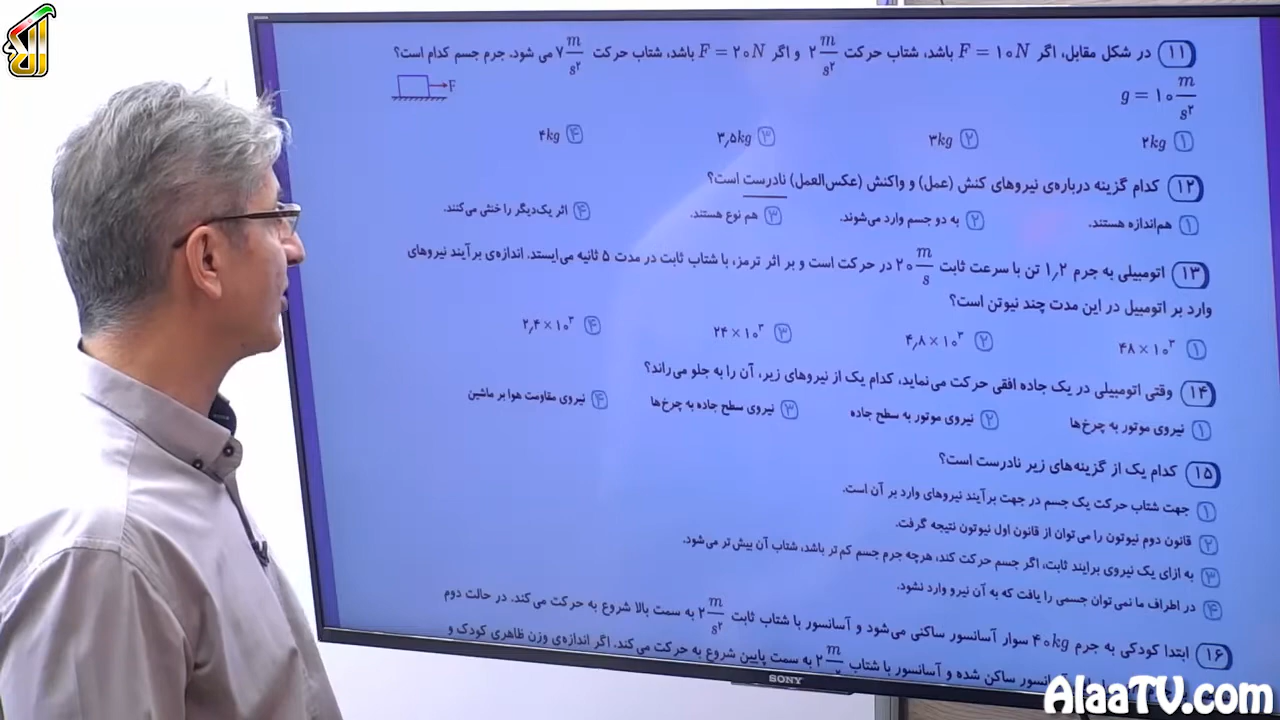 ۱۱ در شکل مقابل، اگر F = ۱۰N باشد، شتاب حرکت ۲ m/s² و اگر F = ۲۰N باشد، شتاب حرکت ۷ m/s² می شود. جرم جسم کدام است؟
g = ۱۰ m/s²
F
۱ ۲kg ۲ ۳kg ۳ ۳٫۵kg ۴ ۴kg
۱۲ کدام گزینه درباره‌ی نیروهای کنش (عمل) و واکنش (عکس‌العمل) نادرست است؟
۱ هم‌اندازه هستند. ۲ به دو جسم وارد می‌شوند. ۳ هم نوع هستند. ۴ اثر یک‌دیگر را خنثی می‌کنند.
۱۳ اتومبیلی به جرم ۱٫۲ تن با سرعت ثابت ۲۰ m/s در حرکت است و بر اثر ترمز، با شتاب ثابت در مدت ۵ ثانیه می‌ایستد. اندازه‌ی برآیند نیروهای
وارد بر اتومبیل در این مدت چند نیوتن است؟
۱ ۴۸ × ۱۰³ ۲ ۴٫۸ × ۱۰³ ۳ ۲۴ × ۱۰³ ۴ ۲٫۴ × ۱۰³
۱۴ وقتی اتومبیلی در یک جاده افقی حرکت می‌نماید، کدام یک از نیروهای زیر، آن را به جلو می‌راند؟
۱ نیروی موتور به چرخ‌ها ۲ نیروی موتور به سطح جاده ۳ نیروی سطح جاده به چرخ‌ها ۴ نیروی مقاومت هوا بر ماشین
۱۵ کدام یک از گزینه‌های زیر نادرست است؟
۱ جهت شتاب حرکت یک جسم در جهت برآیند نیروهای وارد بر آن است.
۲ قانون دوم نیوتون را می‌توان از قانون اول نیوتون نتیجه گرفت.
۳ به ازای یک نیروی برایند ثابت، اگر جسم حرکت کند، هرچه جرم جسم کم‌تر باشد، شتاب آن بیش‌تر می‌شود.
۴ در اطراف ما نمی‌توان جسمی را یافت که به آن نیرو وارد نشود.
۱۶ ابتدا کودکی به جرم ۴۰kg سوار آسانسور ساکنی می‌شود و آسانسور با شتاب ثابت ۲ m/s² به سمت بالا شروع به حرکت می‌کند. در حالت دوم
آسانسور ساکن شده و آسانسور با شتاب ۲ m به سمت پایین شروع به حرکت می‌کند. اگر اندازه‌ی وزن ظاهری کودک و
SONY
AlaaTV.com